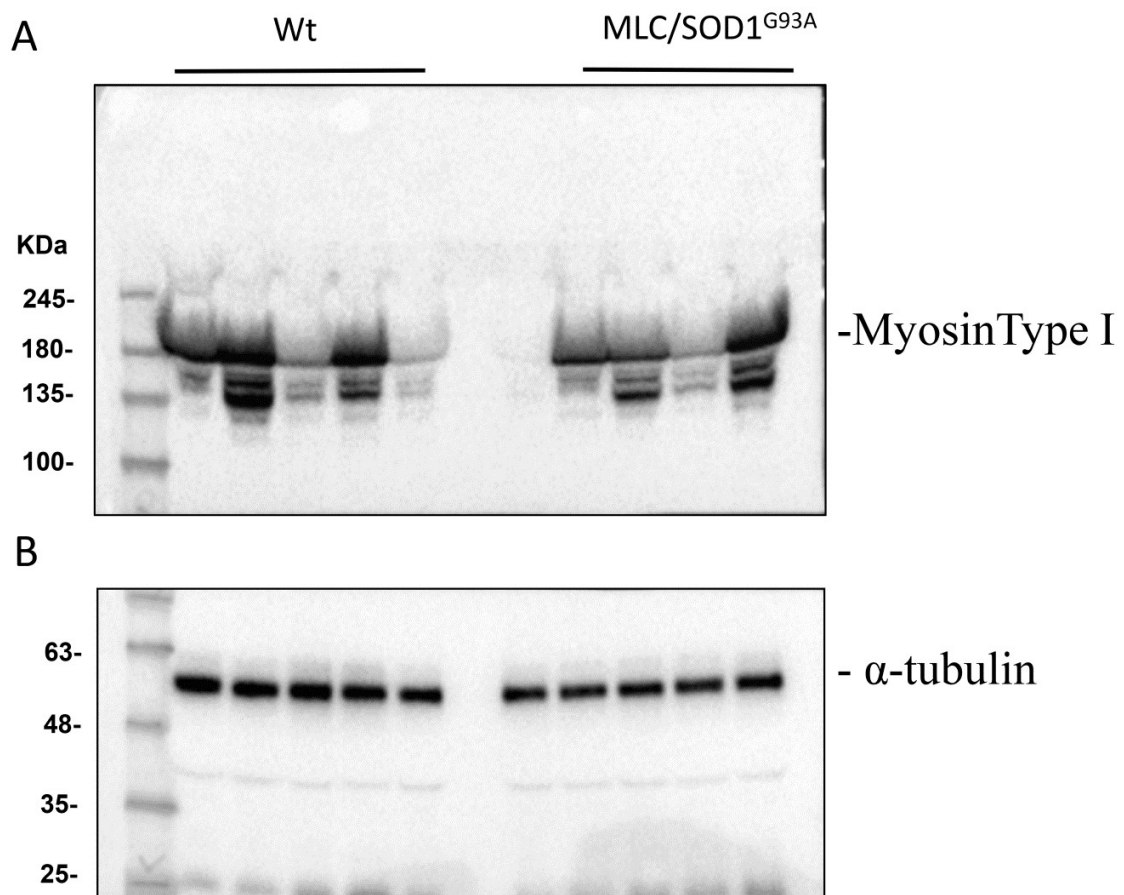 A
Wt
MLC/SOD1G93A
KDa
245-
180-
135-
100-
-MyosinType I
B
63-
48-
35-
25-
- α-tubulin